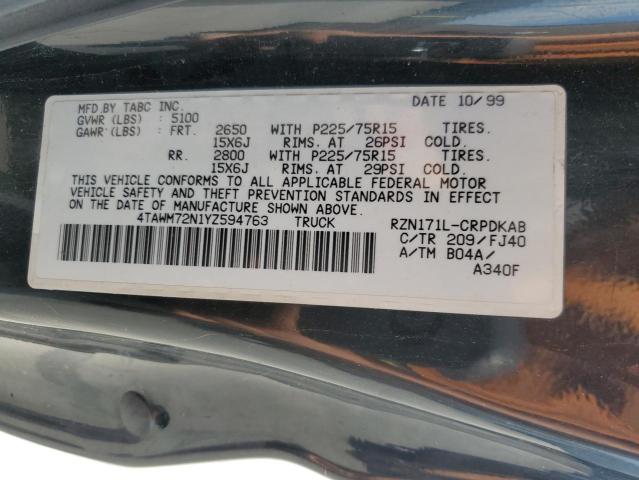 MFD.BY TABC INC. DATE 10/99
GVWR (LBS) : 5100
GAWR (LBS) : FRT. 2650 WITH P225/75R15 TIRES.
15X6J RIMS. AT 26PSI COLD.
RR. 2800 WITH P225/75R15 TIRES.
15X6J RIMS. AT 29PSI COLD.
THIS VEHICLE CONFORMS TO ALL APPLICABLE FEDERAL MOTOR
VEHICLE SAFETY AND THEFT PREVENTION STANDARDS IN EFFECT
ON THE DATE OF MANUFACTURE SHOWN ABOVE.
4TAWM72N1YZ594763 TRUCK RZN171L-CRPDKAB
C/TR 209/FJ40
A/TM B04A/
A340F